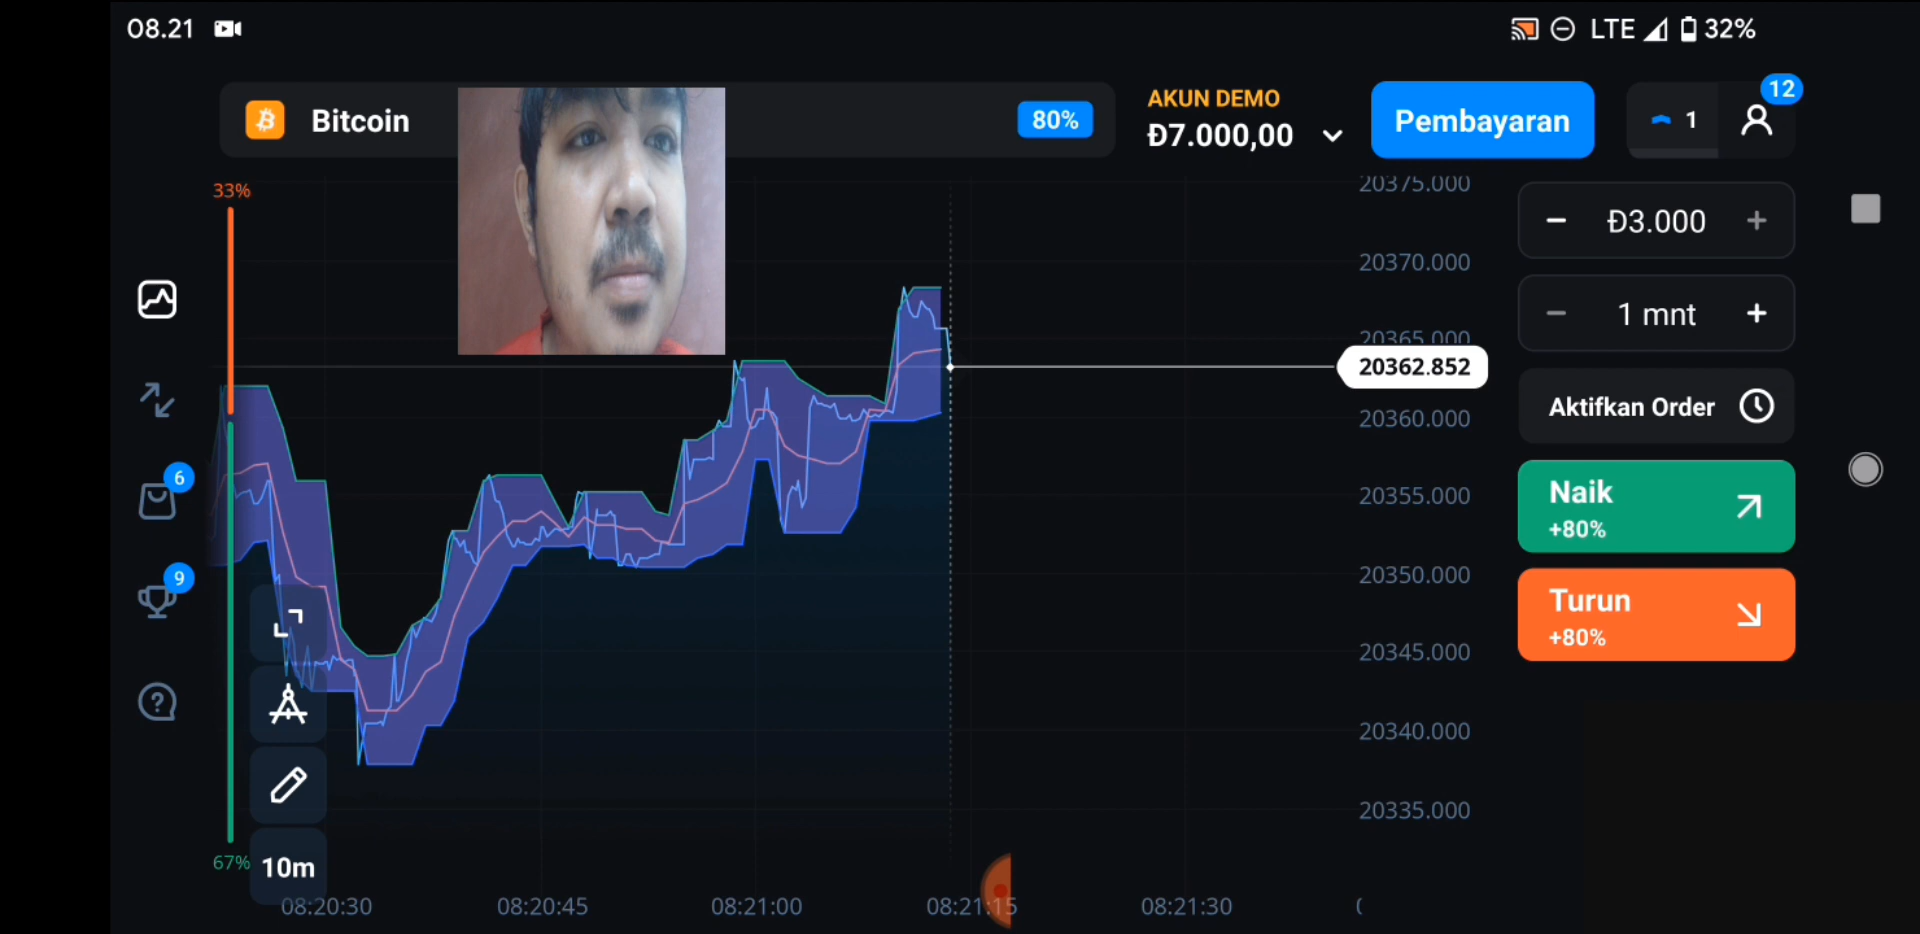 08.21
LTE 32%
Bitcoin
80%
AKUN DEMO
Đ7.000,00
Pembayaran
1
12
33%
20375.000
20370.000
20365.000
20362.852
20360.000
20355.000
20350.000
20345.000
20340.000
20335.000
Đ3.000
1 mnt
Aktifkan Order
Naik
+80%
Turun
+80%
6
9
67%
10m
08:20:30
08:20:45
08:21:00
08:21:15
08:21:30